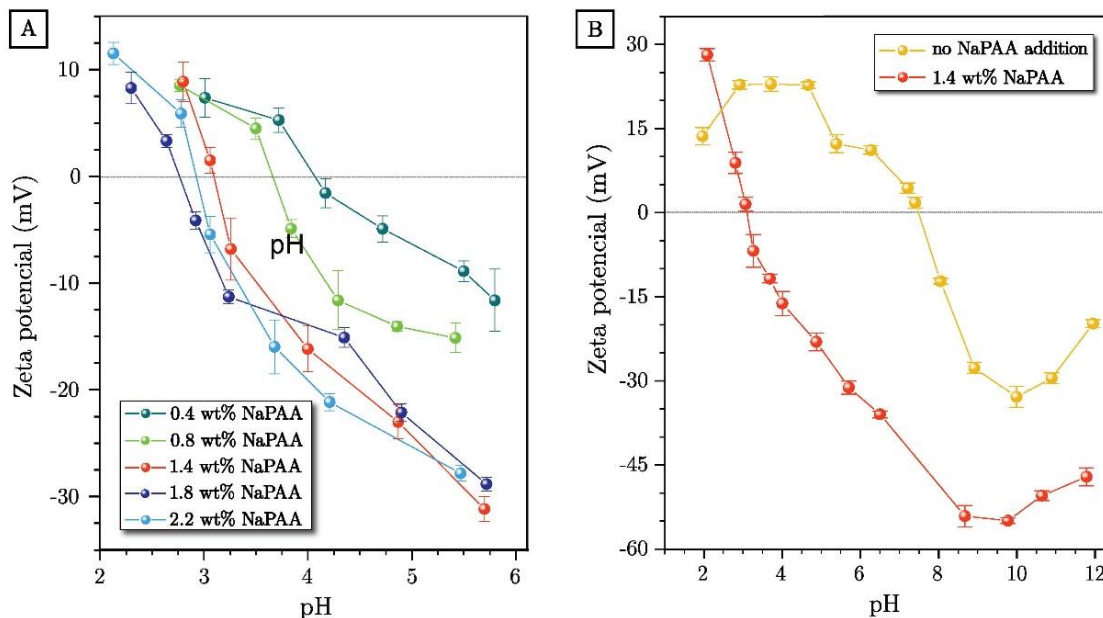 A
Zeta potencial (mV)
10
0
-10
-20
-30
pH
0.4 wt% NaPAA
0.8 wt% NaPAA
1.4 wt% NaPAA
1.8 wt% NaPAA
2.2 wt% NaPAA
2 3 4 5 6
pH
B
Zeta potencial (mV)
30
15
0
-15
-30
-45
-60
no NaPAA addition
1.4 wt% NaPAA
2 4 6 8 10 12
pH